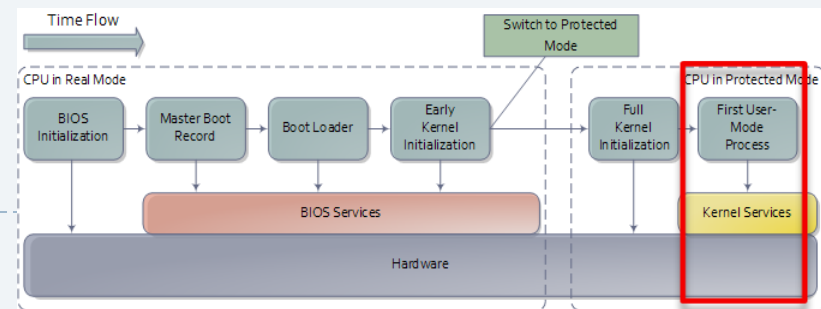 Time Flow
Switch to Protected
Mode
CPU in Real Mode
CPU in Protected Mode
BIOS
Initialization
Master Boot
Record
Boot Loader
Early
Kernel
Initialization
Full
Kernel
Initialization
First User-
Mode
Process
BIOS Services
Kernel Services
Hardware